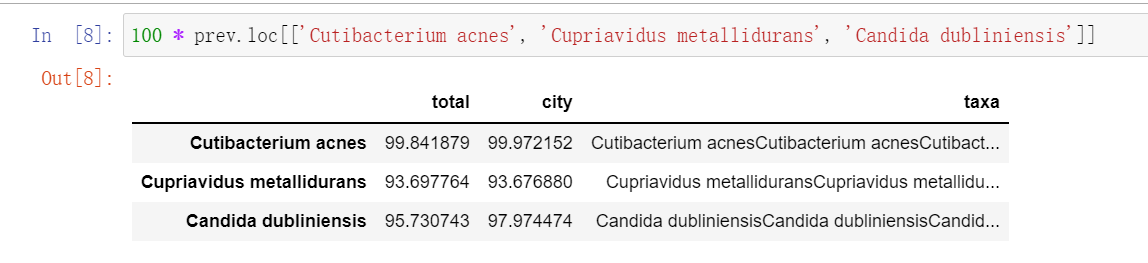 In [8]: 100 * prev.loc[['Cutibacterium acnes', 'Cupriavidus metallidurans', 'Candida dubliniensis']]
Out[8]:
total city taxa
Cutibacterium acnes 99.841879 99.972152 Cutibacterium acnesCutibacterium acnesCutibact...
Cupriavidus metallidurans 93.697764 93.676880 Cupriavidus metalliduransCupriavidus metallidu...
Candida dubliniensis 95.730743 97.974474 Candida dubliniensisCandida dubliniensisCandid...